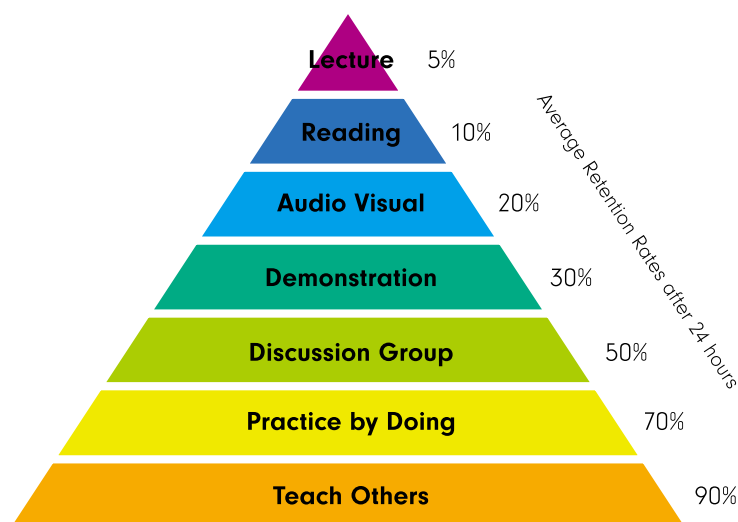 Lecture 5%
Reading 10%
Audio Visual 20%
Demonstration 30%
Discussion Group 50%
Practice by Doing 70%
Teach Others 90%
Average Retention Rates after 24 hours